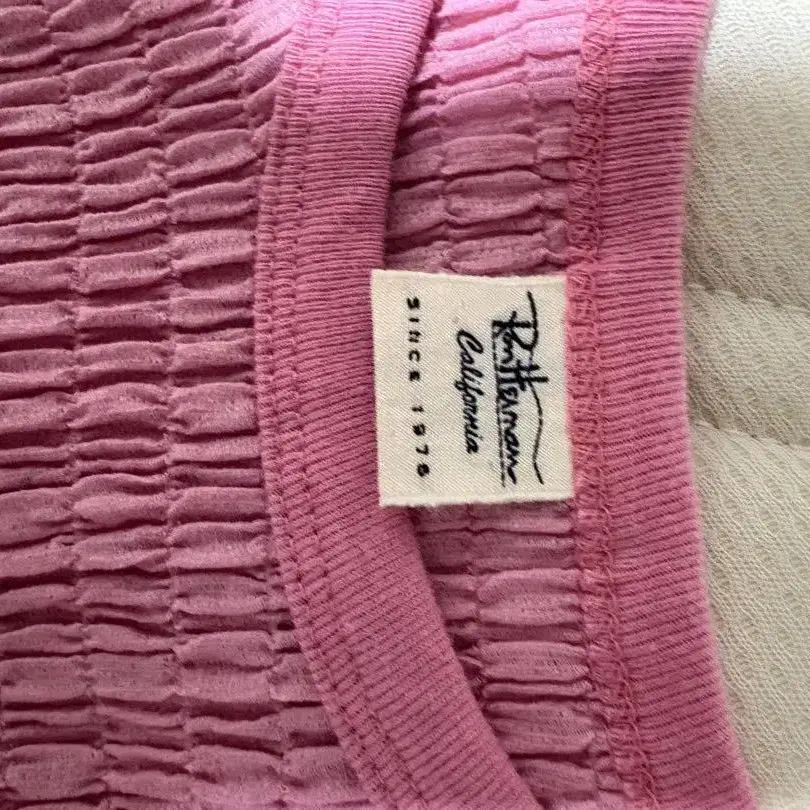 Ron Herman
California
SINCE 1976